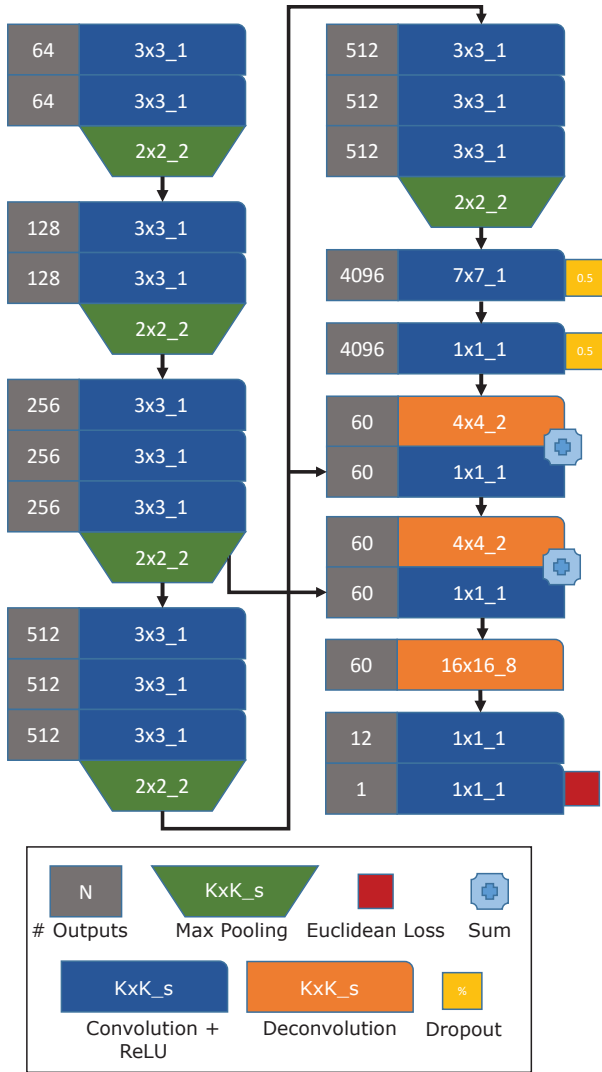 64 3x3_1
64 3x3_1
2x2_2
128 3x3_1
128 3x3_1
2x2_2
256 3x3_1
256 3x3_1
256 3x3_1
2x2_2
512 3x3_1
512 3x3_1
512 3x3_1
2x2_2
512 3x3_1
512 3x3_1
512 3x3_1
2x2_2
4096 7x7_1 0.5
4096 1x1_1 0.5
60 4x4_2
60 1x1_1
60 4x4_2
60 1x1_1
60 16x16_8
12 1x1_1
1 1x1_1
N KxK_s
# Outputs Max Pooling Euclidean Loss Sum
KxK_s KxK_s %
Convolution + Deconvolution Dropout
ReLU